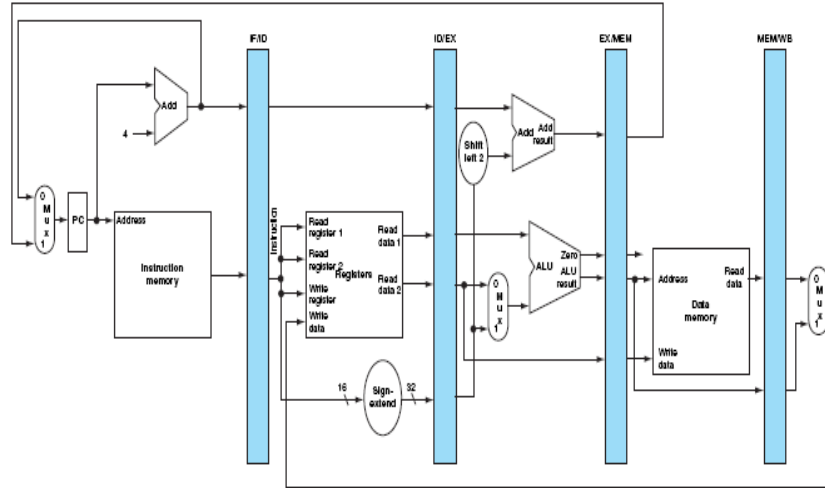 IF/ID
ID/EX
EX/MEM
MEM/WB
Add
4
Add
Add
result
Shift
left 2
0
M
u
x
1
PC
Address
Instruction
memory
Instruction
Read
register 1
Read
register 2
Registers
Write
register
Write
data
Read
data 1
Read
data 2
16
Sign-
extend
32
0
M
u
x
1
Zero
ALU
ALU
result
Address
Read
data
Data
memory
Write
data
0
M
u
x
1